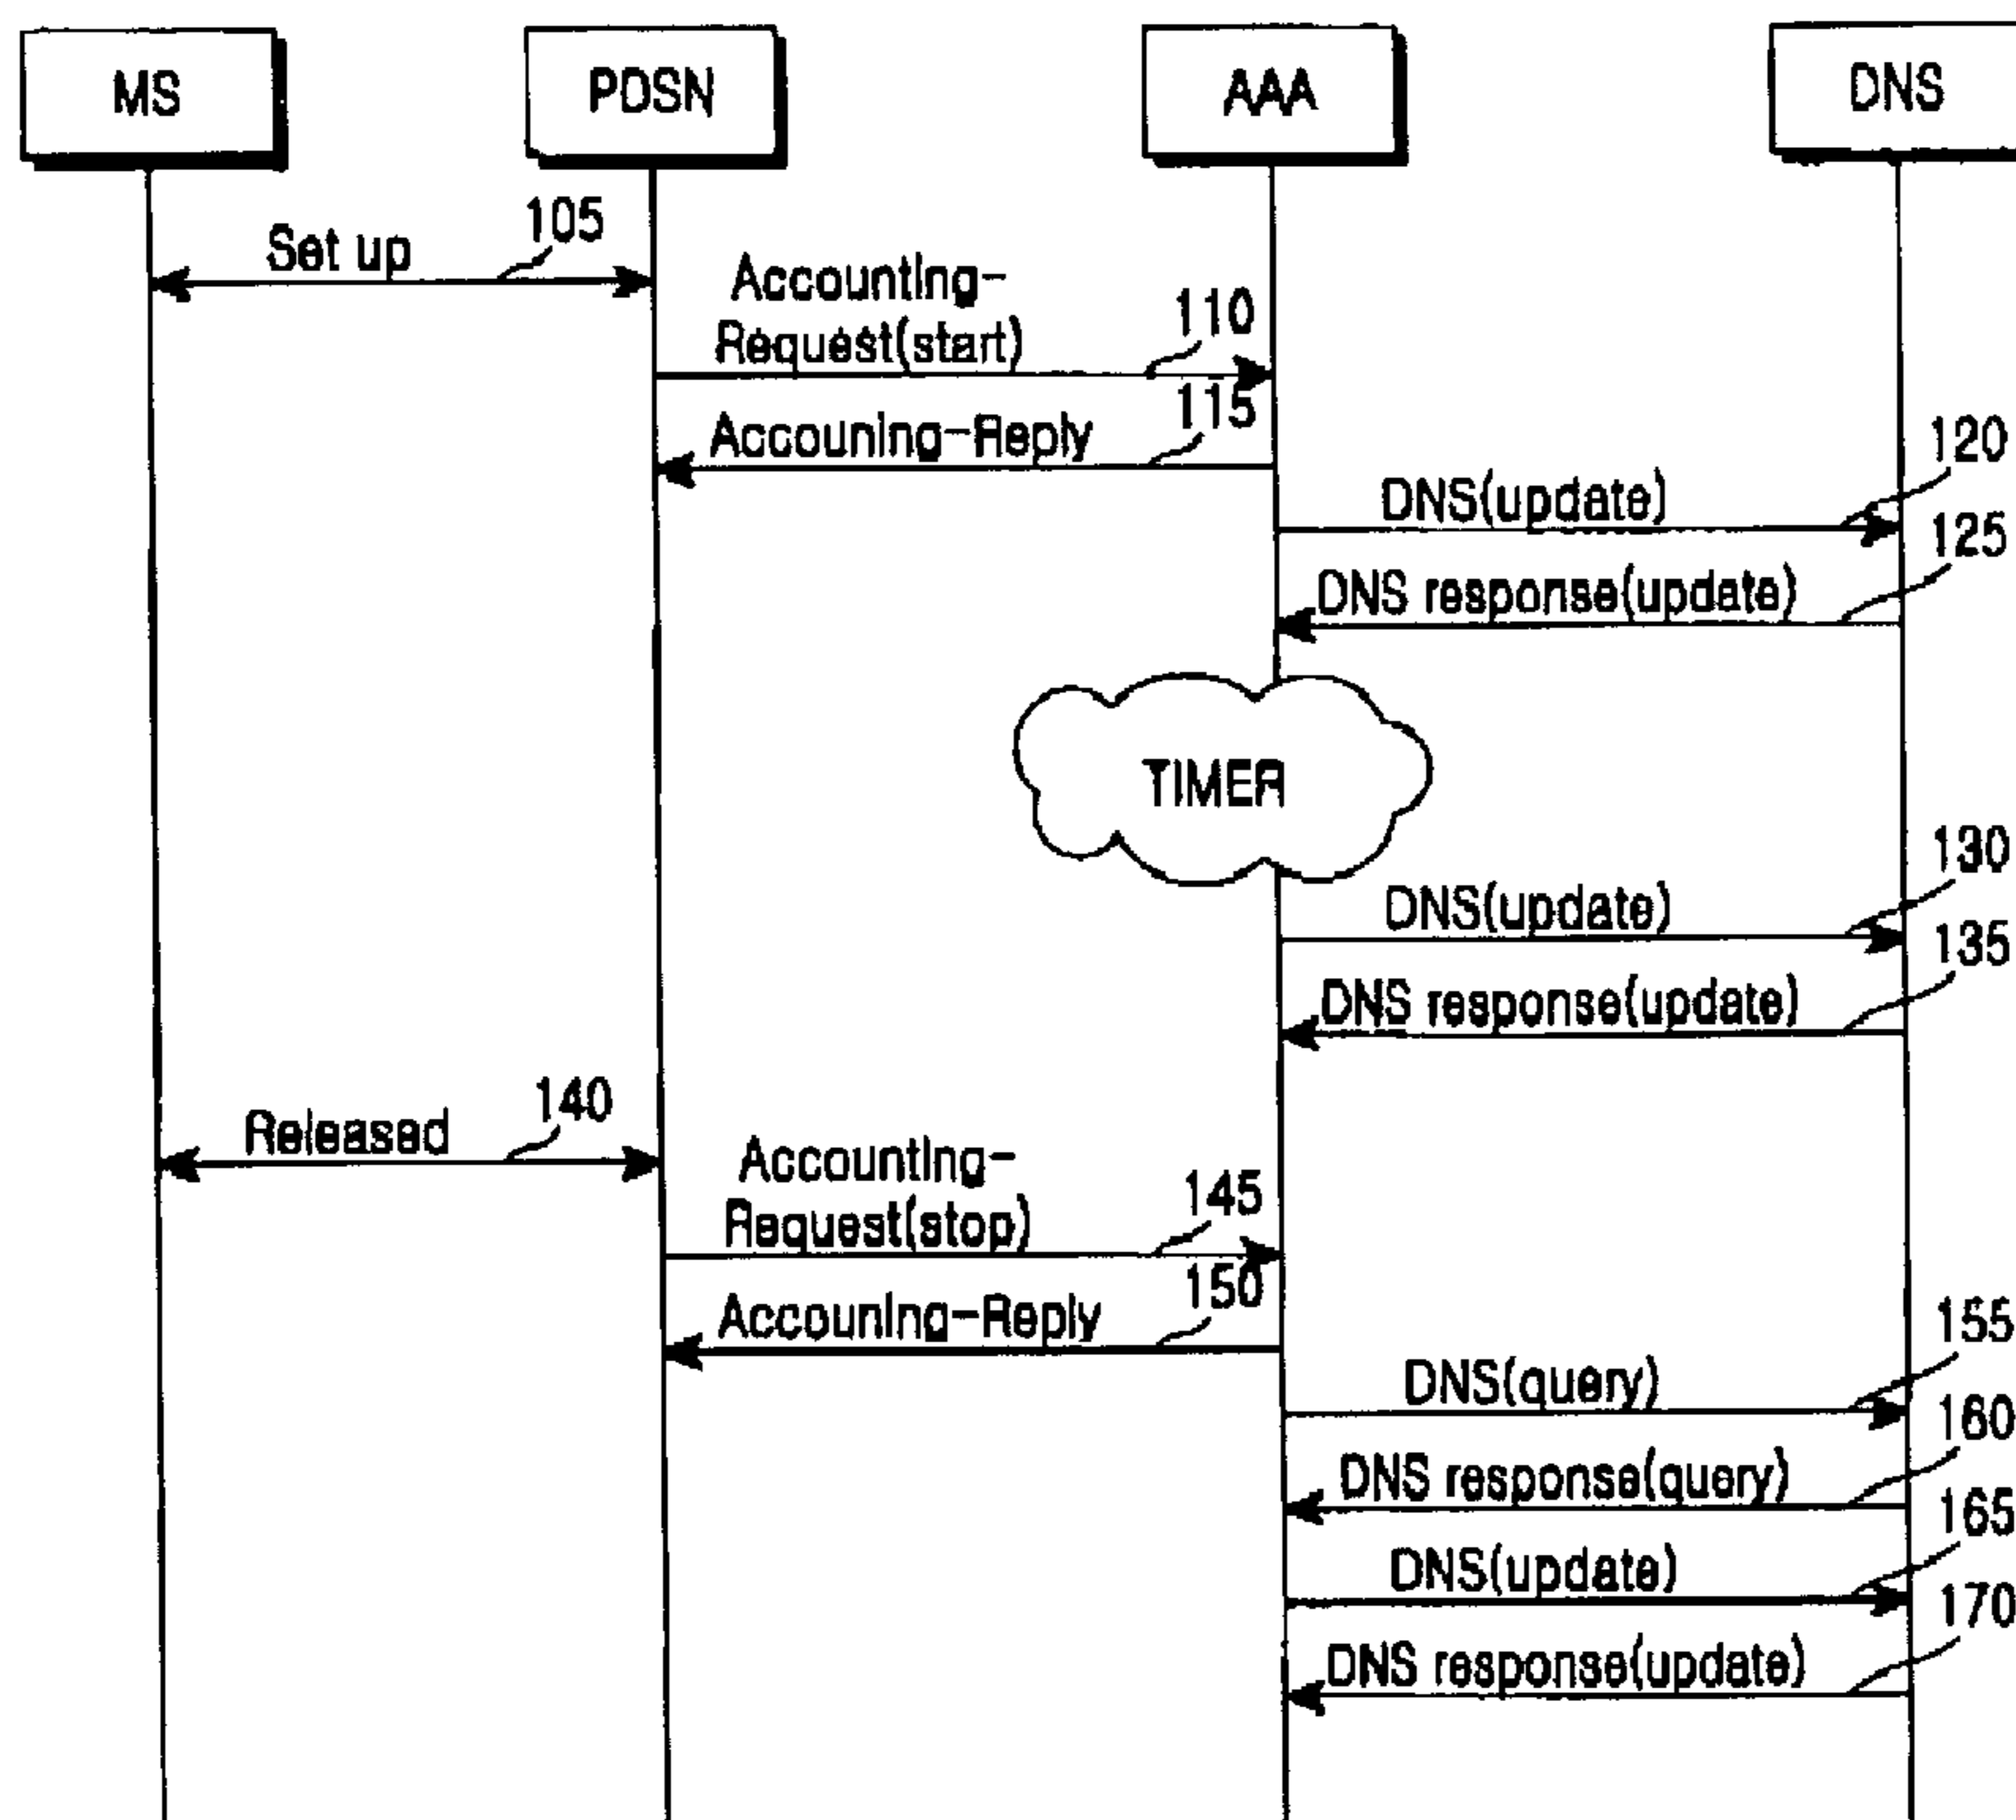 MS
PDSN
AAA
DNS
Set up
105
Accounting-
Request(start)
110
Accouning-Reply
115
DNS(update)
120
DNS response(update)
125
TIMER
DNS(update)
130
DNS response(update)
135
Released
140
Accounting-
Request(stop)
145
Accouning-Reply
150
DNS(query)
155
DNS response(query)
160
DNS(update)
165
DNS response(update)
170